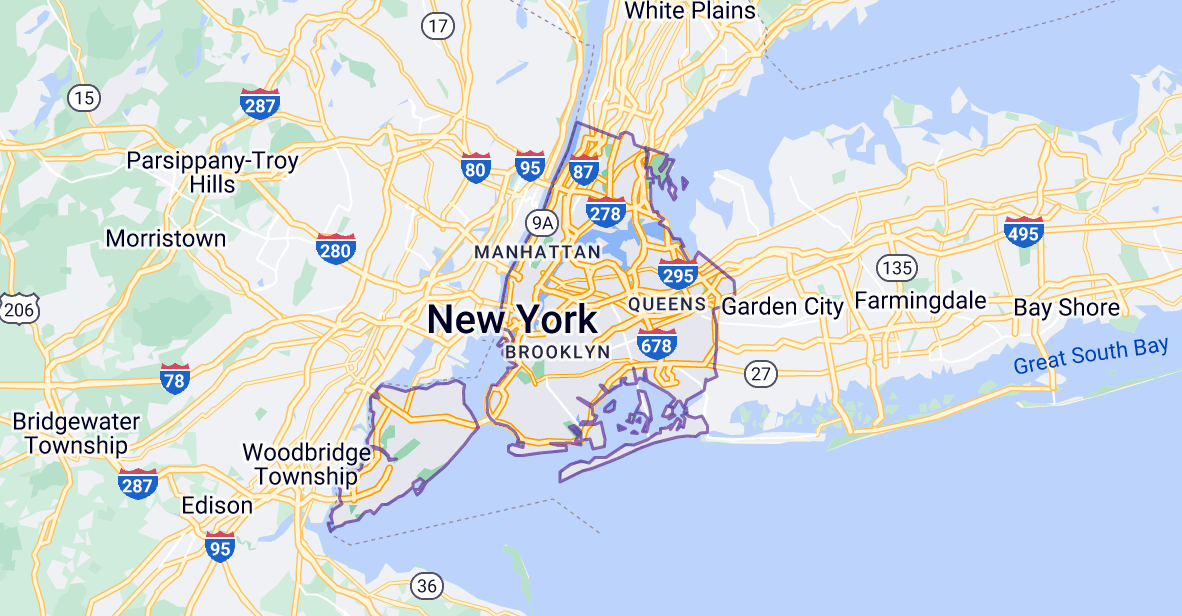 White Plains
17
15
287
Parsippany-Troy
Hills
80
95
87
278
9A
Morristown
280
MANHATTAN
495
135
295
206
QUEENS
Garden City
Farmingdale
Bay Shore
New York
BROOKLYN
678
Great South Bay
78
27
Bridgewater
Township
Woodbridge
Township
287
Edison
95
36